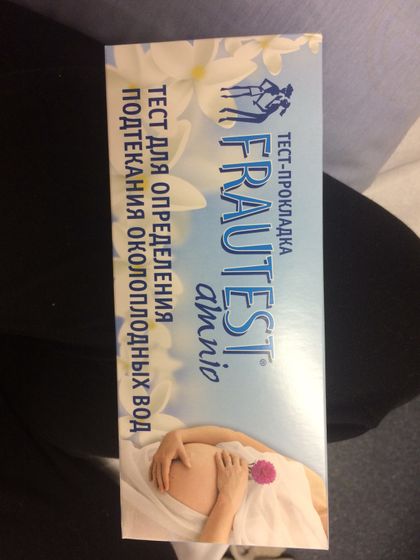 ТЕСТ-ПРОКЛАДКА
FRAUTEST®
amnio
ТЕСТ ДЛЯ ОПРЕДЕЛЕНИЯ
ПОДТЕКАНИЯ ОКОЛОПЛОДНЫХ ВОД